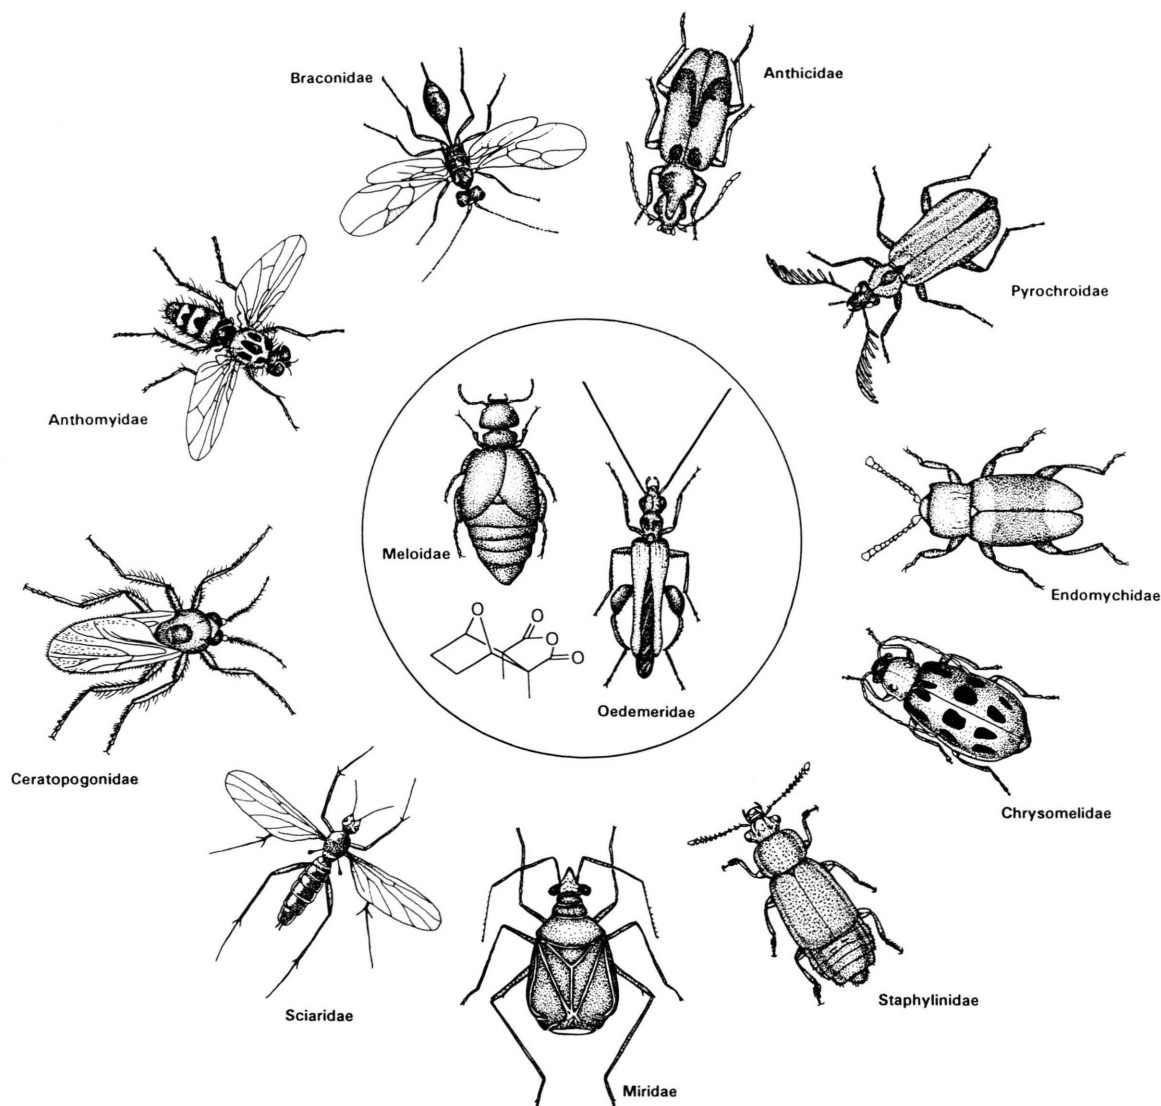 Braconidae
Anthicidae
Pyrochroidae
Anthomyidae
Endomychidae
Meloidae
O
O
O
O
Oedemeridae
Ceratopogonidae
Chrysomelidae
Staphylinidae
Sciaridae
Miridae